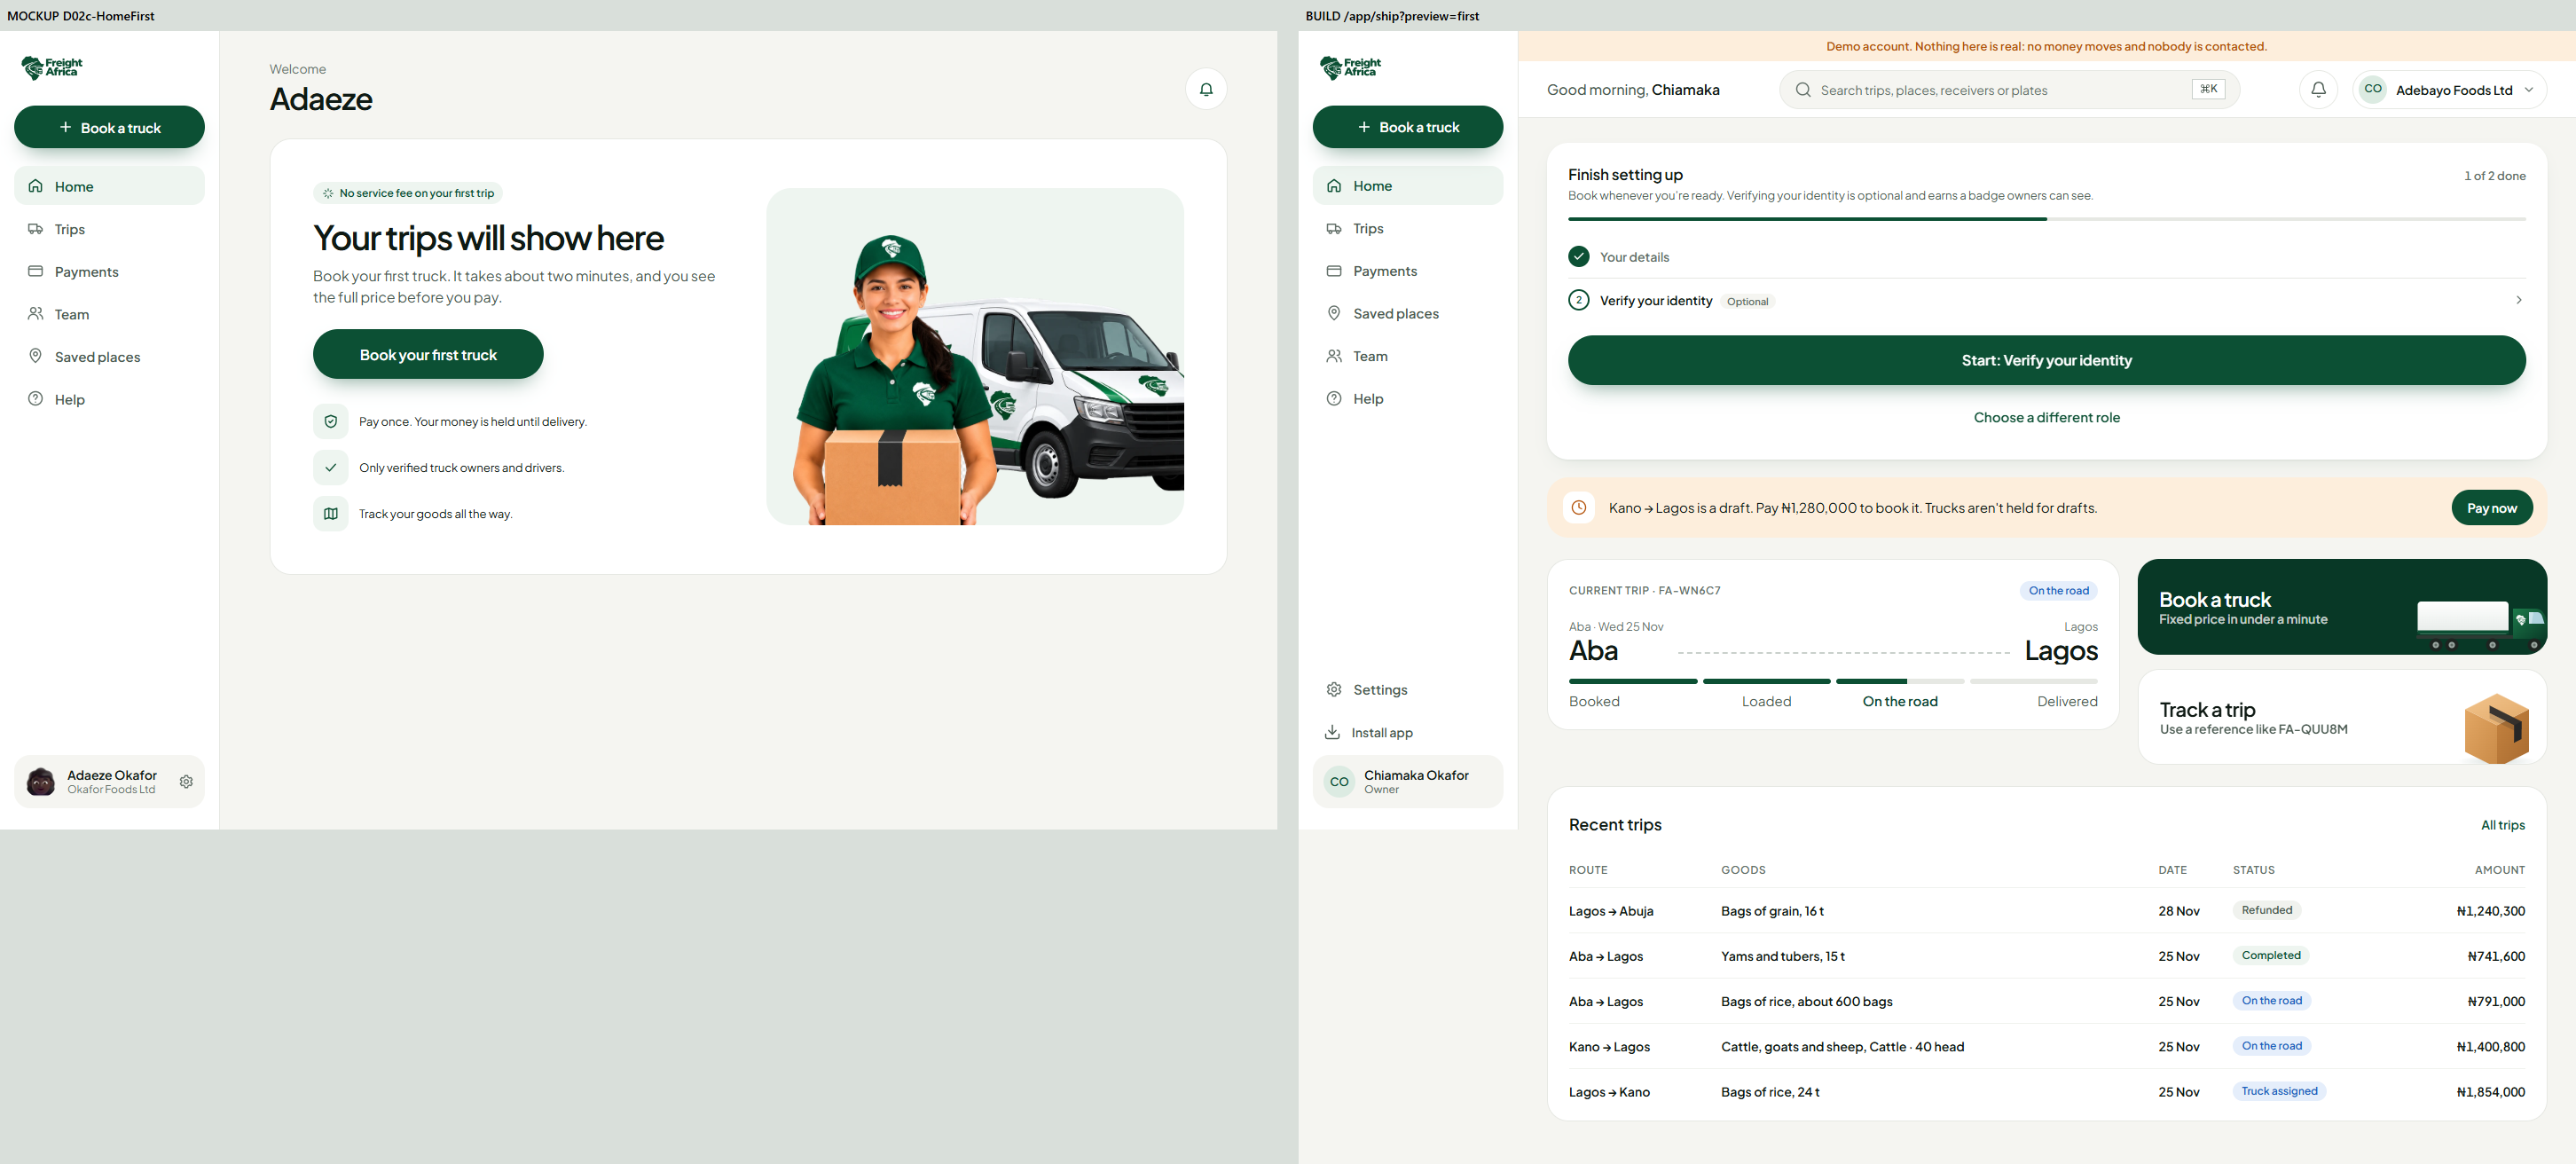 MOCKUP D02c-HomeFirst
Freight
Africa
Book a truck
Home
Trips
Payments
Team
Saved places
Help
Adaeze Okafor
Okafor Foods Ltd
Welcome
Adaeze
No service fee on your first trip
Your trips will show here
Book your first truck. It takes about two minutes, and you see
the full price before you pay.
Book your first truck
Pay once. Your money is held until delivery.
Only verified truck owners and drivers.
Track your goods all the way.
BUILD /app/ship?preview=first
Freight
Africa
Book a truck
Home
Trips
Payments
Saved places
Team
Help
Settings
Install app
CO
Chiamaka Okafor
Owner
Demo account. Nothing here is real: no money moves and nobody is contacted.
Good morning, Chiamaka
Search trips, places, receivers or plates
⌘K
CO
Adebayo Foods Ltd
Finish setting up
1 of 2 done
Book whenever you're ready. Verifying your identity is optional and earns a badge owners can see.
Your details
2
Verify your identity
Optional
Start: Verify your identity
Choose a different role
Kano → Lagos is a draft. Pay ₦1,280,000 to book it. Trucks aren't held for drafts.
Pay now
CURRENT TRIP · FA-WN6C7
On the road
Aba · Wed 25 Nov
Lagos
Aba
Lagos
Booked
Loaded
On the road
Delivered
Book a truck
Fixed price in under a minute
Track a trip
Use a reference like FA-QUU8M
Recent trips
All trips
ROUTE GOODS DATE STATUS AMOUNT
Lagos → Abuja Bags of grain, 16 t 28 Nov Refunded ₦1,240,300
Aba → Lagos Yams and tubers, 15 t 25 Nov Completed ₦741,600
Aba → Lagos Bags of rice, about 600 bags 25 Nov On the road ₦791,000
Kano → Lagos Cattle, goats and sheep, Cattle · 40 head 25 Nov On the road ₦1,400,800
Lagos → Kano Bags of rice, 24 t 25 Nov Truck assigned ₦1,854,000